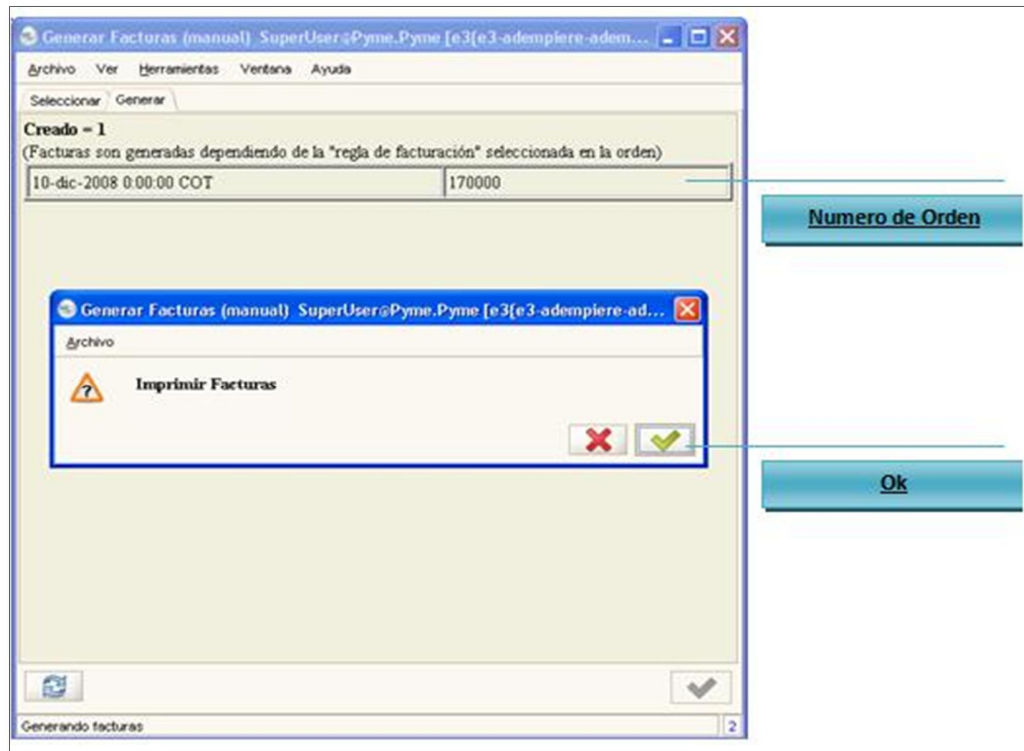 Generar Facturas (manual) SuperUser@Pyme.Pyme [e3{e3-adempiere-adem...
Archivo Ver Herramientas Ventana Ayuda
Seleccionar Generar
Creado = 1
(Facturas son generadas dependiendo de la "regla de facturación" seleccionada en la orden)
10-dic-2008 0:00:00 COT 170000
Numero de Orden
Generar Facturas (manual) SuperUser@Pyme.Pyme [e3{e3-adempiere-ad...
Archivo
? Imprimir Facturas
Ok
Generando facturas 2